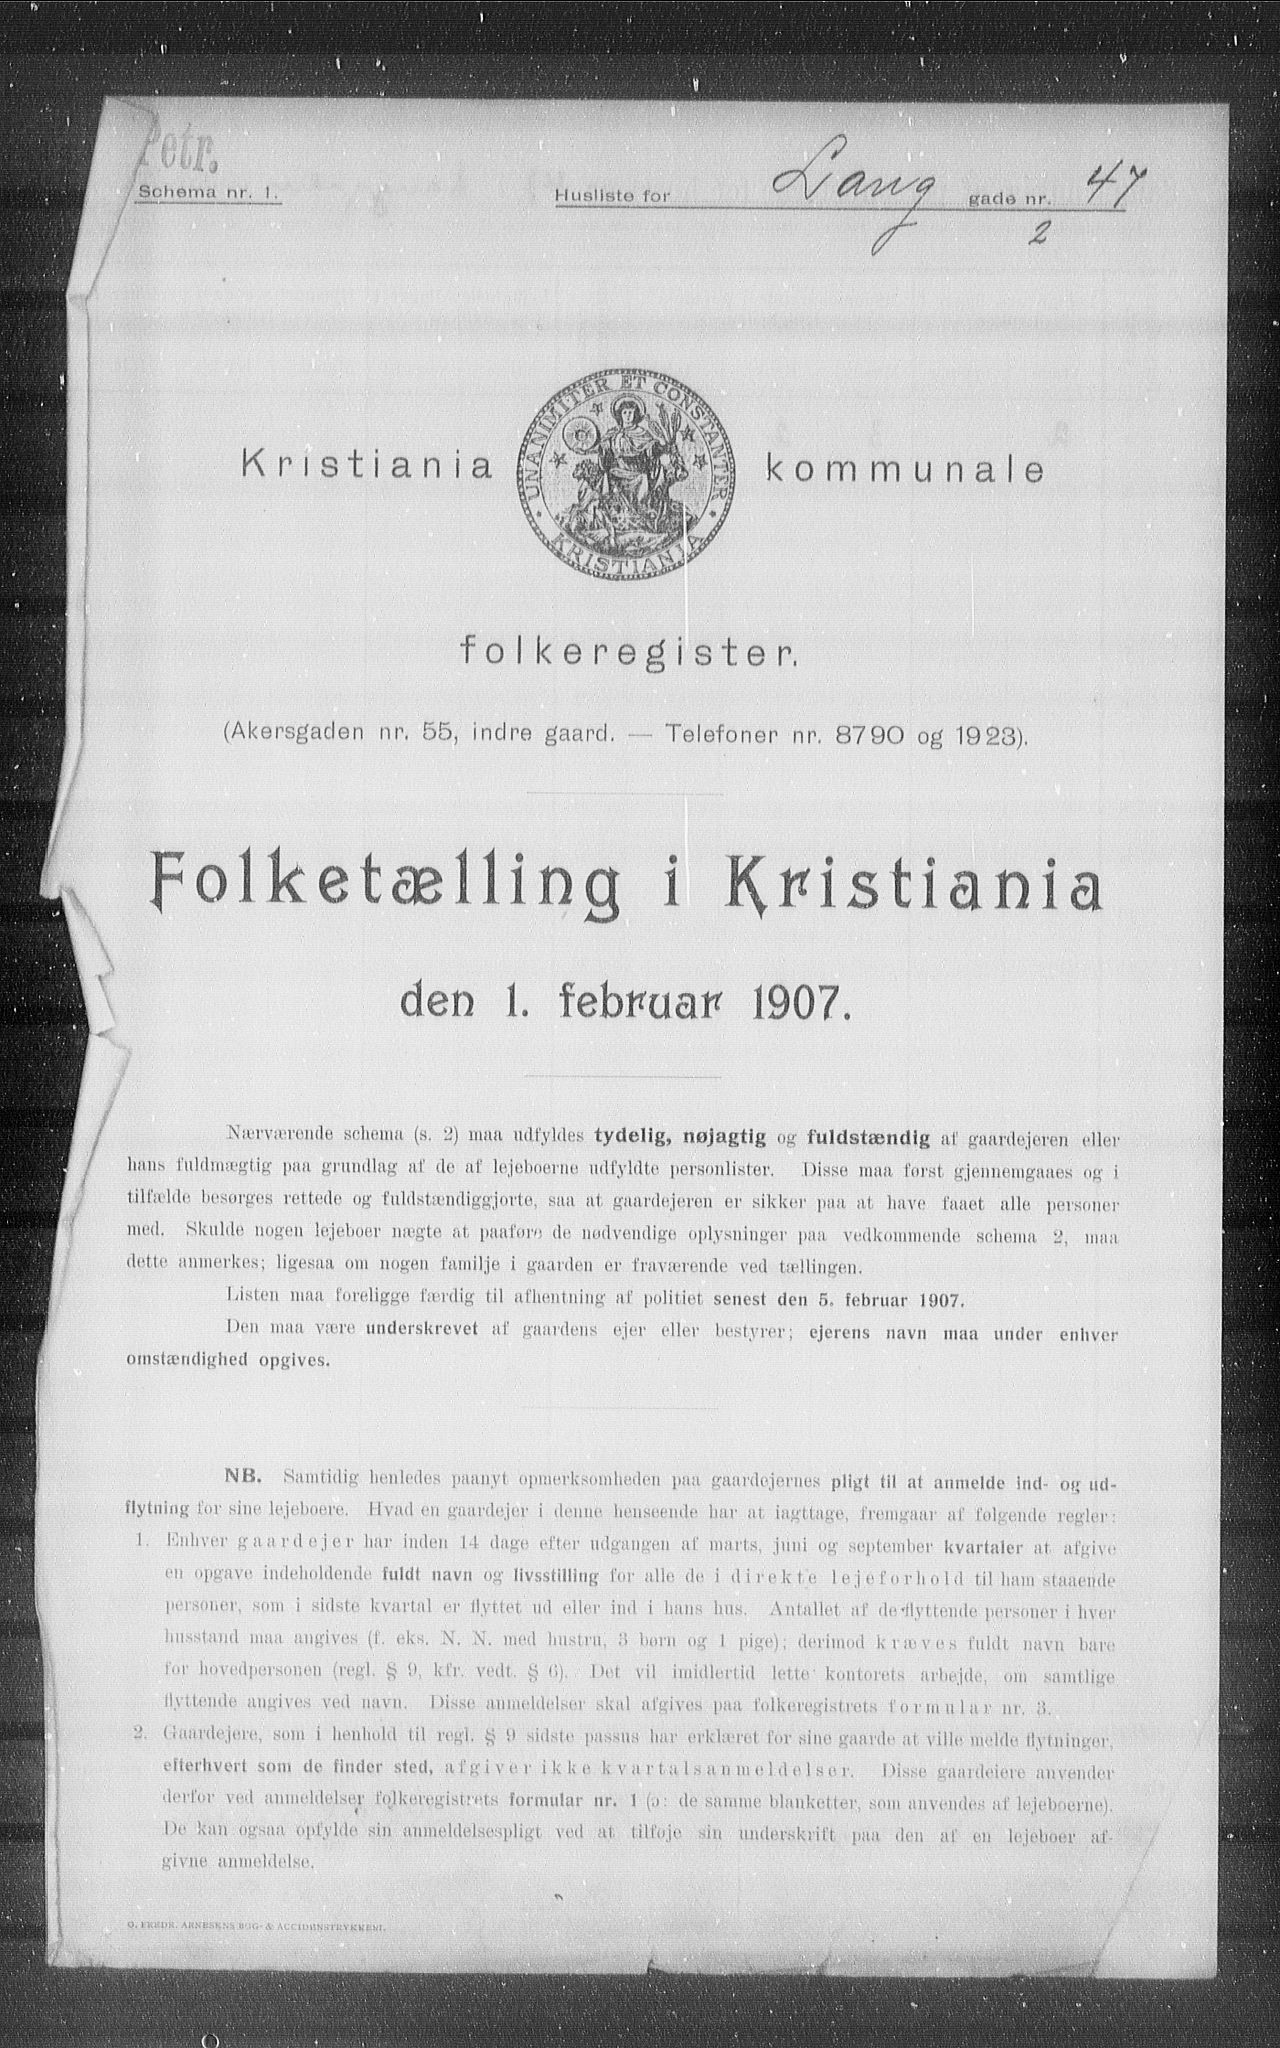 Petr.
Schema nr. 1.
Husliste for Lang gade nr. 47
2
UNANIMITER ET CONSTANTER
KRISTIANIA
Kristiania kommunale
folkeregister.
(Akersgaden nr. 55, indre gaard. — Telefoner nr. 8790 og 1923).
Folketælling i Kristiania
den 1. februar 1907.
Nærværende schema (s. 2) maa udfyldes tydelig, nøjagtig og fuldstændig af gaardejeren eller
hans fuldmægtig paa grundlag af de af lejeboerne udfyldte personlister. Disse maa først gjennemgaaes og i
tilfælde besørges rettede og fuldstændiggjorte, saa at gaardejeren er sikker paa at have faaet alle personer
med. Skulde nogen lejeboer nægte at paaføre de nødvendige oplysninger paa vedkommende schema 2, maa
dette anmerkes; ligesaa om nogen familje i gaarden er fraværende ved tællingen.
Listen maa foreligge færdig til afhentning af politiet senest den 5. februar 1907.
Den maa være underskrevet af gaardens ejer eller bestyrer; ejerens navn maa under enhver
omstændighed opgives.
NB. Samtidig henledes paanyt opmerksomheden paa gaardejernes pligt til at anmelde ind- og ud-
flytning for sine lejeboere. Hvad en gaardejer i denne henseende har at iagttage, fremgaar af følgende regler:
1. Enhver gaardejer har inden 14 dage efter udgangen af marts, juni og september kvartaler at afgive
en opgave indeholdende fuldt navn og livsstilling for alle de i direkte lejeforhold til ham staaende
personer, som i sidste kvartal er flyttet ud eller ind i hans hus. Antallet af de flyttende personer i hver
husstand maa angives (f. eks. N. N. med hustru, 3 børn og 1 pige); derimod kræves fuldt navn bare
for hovedpersonen (regl. § 9, kfr. vedt. § 6). Det vil imidlertid lette kontorets arbejde, om samtlige
flyttende angives ved navn. Disse anmeldelser skal afgives paa folkeregistrets formular nr. 3.
2. Gaardejere, som i henhold til regl. § 9 sidste passus har erklæret for sine gaarde at ville melde flytninger,
efterhvert som de finder sted, afgiver ikke kvartalsanmeldelser. Disse gaardeiere anvender
derfor ved anmeldelser folkeregistrets formular nr. 1 (ɔ: de samme blanketter, som anvendes af lejeboerne).
De kan ogsaa opfylde sin anmeldelsespligt ved at tilføje sin underskrift paa den af en lejeboer af-
givne anmeldelse.
O. FREDR. ARNESENS BOG- & ACCIDENSTRYKKERI.